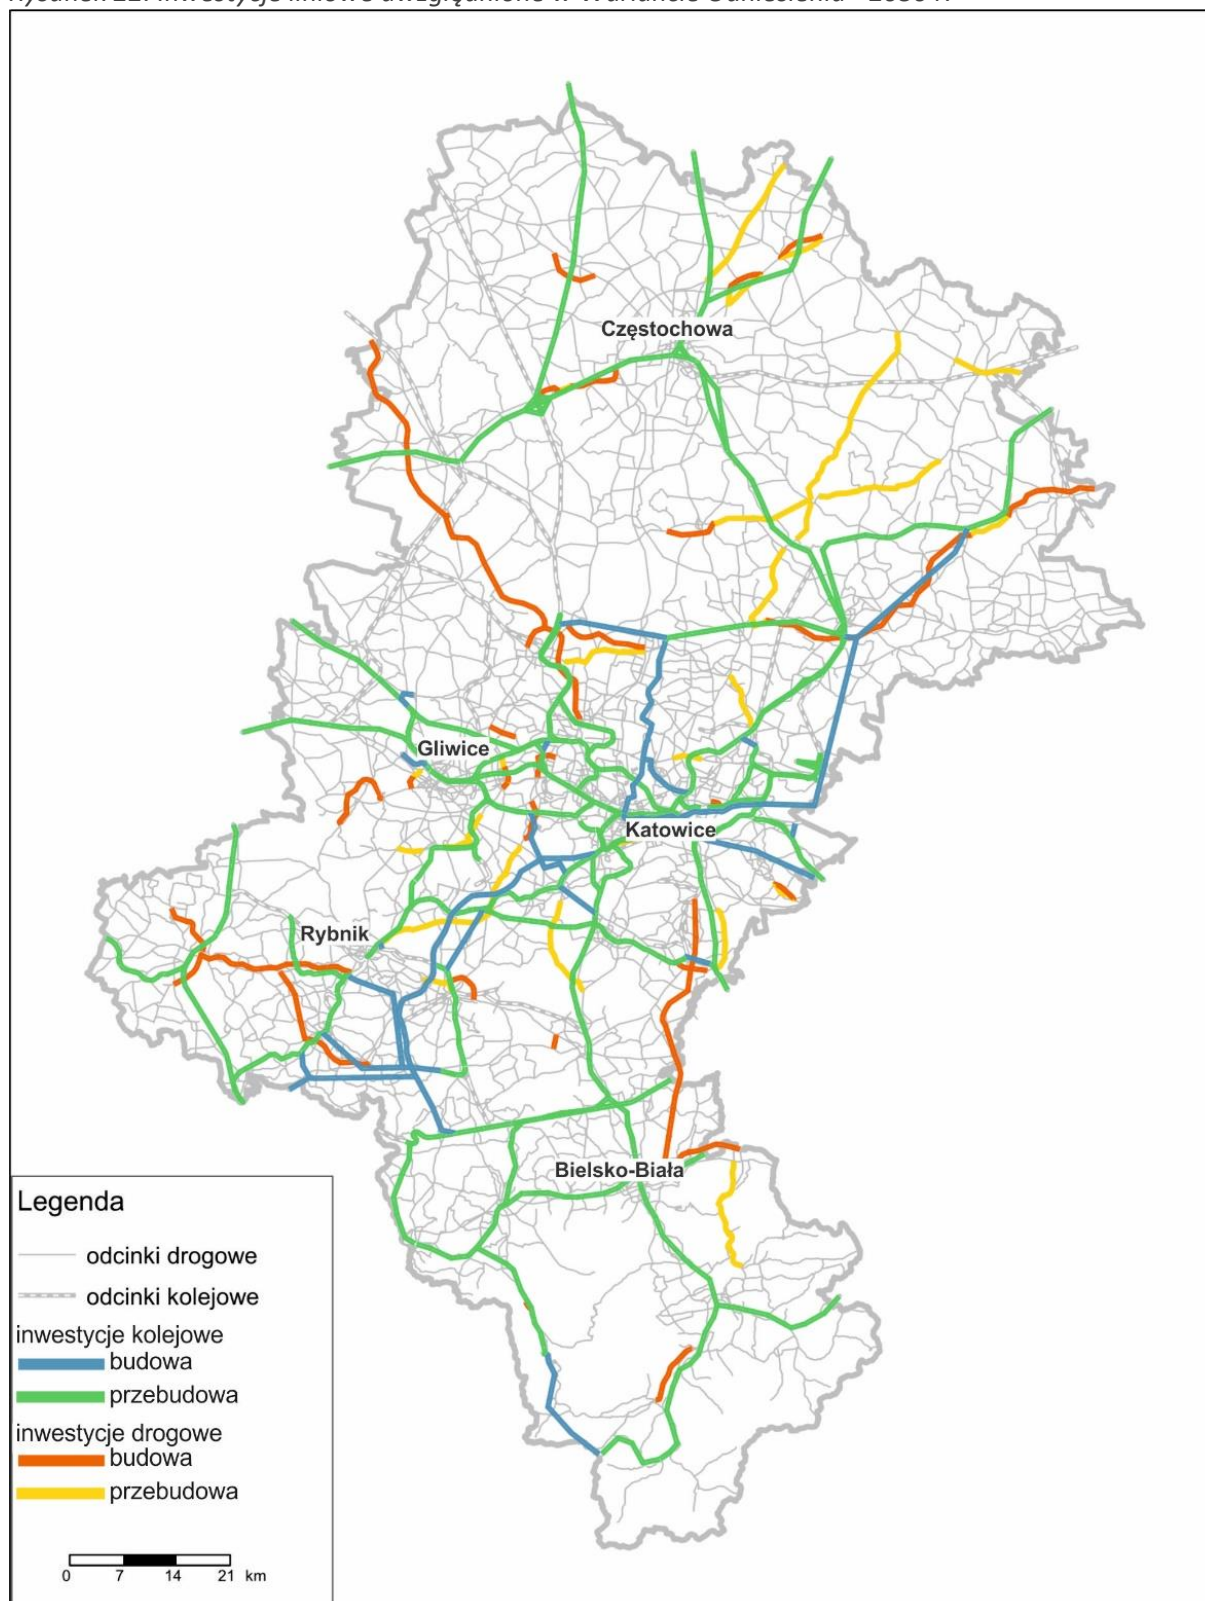 Częstochowa
Gliwice
Katowice
Rybnik
Bielsko-Biała
Legenda
odcinki drogowe
odcinki kolejowe
inwestycje kolejowe
budowa
przebudowa
inwestycje drogowe
budowa
przebudowa
0 7 14 21 km